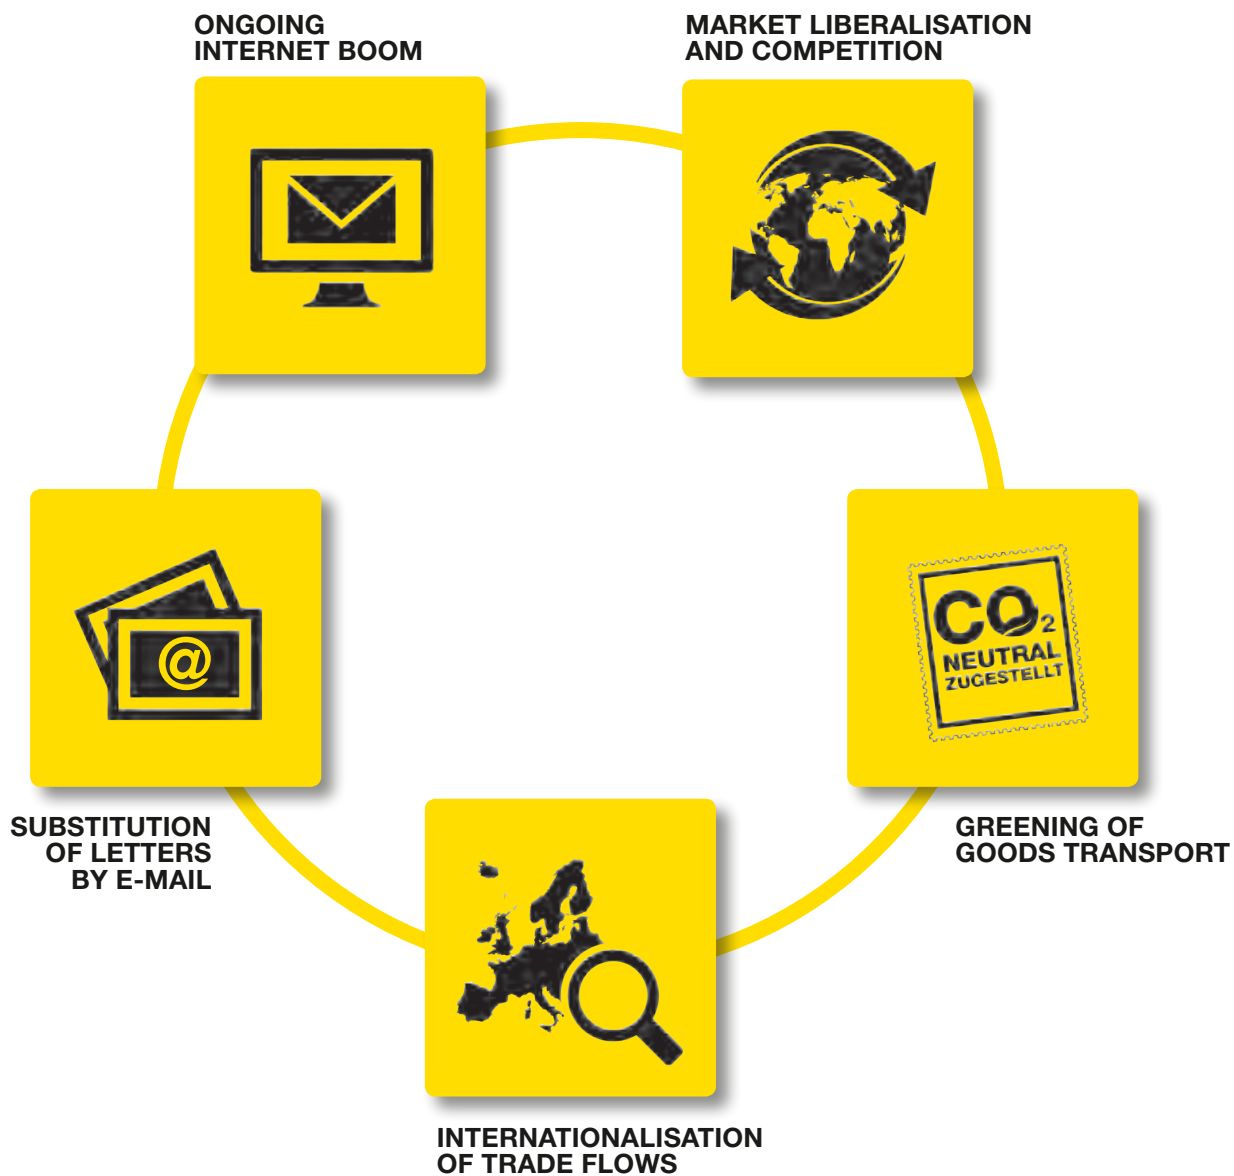 ONGOING
INTERNET BOOM
MARKET LIBERALISATION
AND COMPETITION
@
CO2
NEUTRAL
ZUGESTELLT
SUBSTITUTION
OF LETTERS
BY E-MAIL
GREENING OF
GOODS TRANSPORT
INTERNATIONALISATION
OF TRADE FLOWS